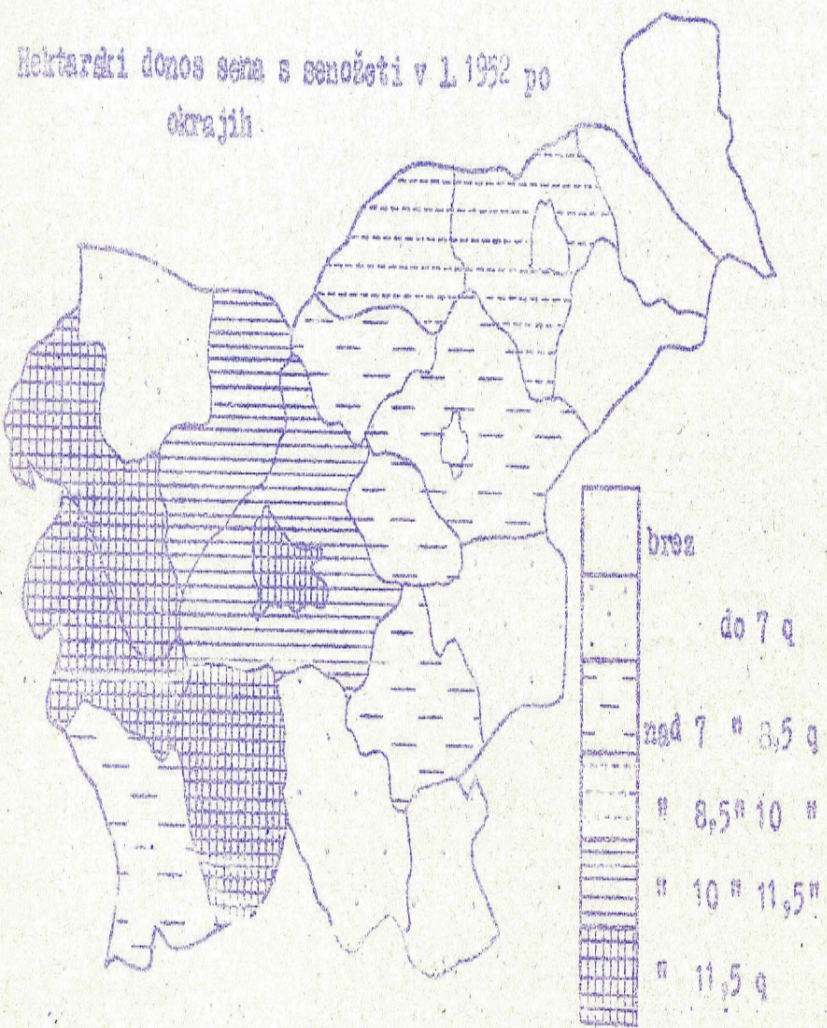 Hektarski donos sena s senožeti v l. 1952 po
okrajih
brez
do 7 q
nad 7 " 8,5 q
" 8,5 " 10 "
" 10 " 11,5 "
" 11,5 q